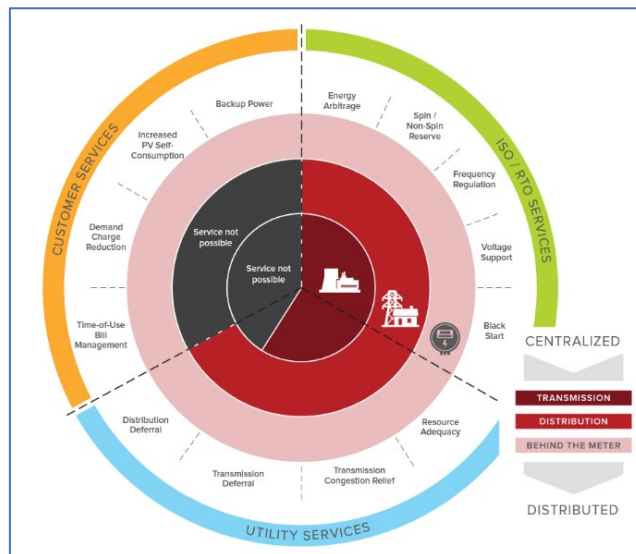 CUSTOMER SERVICES
ISO / RTO SERVICES
UTILITY SERVICES
Backup Power
Increased
PV Self-
Consumption
Demand
Charge
Reduction
Time-of-Use
Bill
Management
Energy
Arbitrage
Spin /
Non-Spin
Reserve
Frequency
Regulation
Voltage
Support
Black
Start
Service not
possible
Service not
possible
Distribution
Deferral
Transmission
Deferral
Transmission
Congestion Relief
Resource
Adequacy
CENTRALIZED
TRANSMISSION
DISTRIBUTION
BEHIND THE METER
DISTRIBUTED